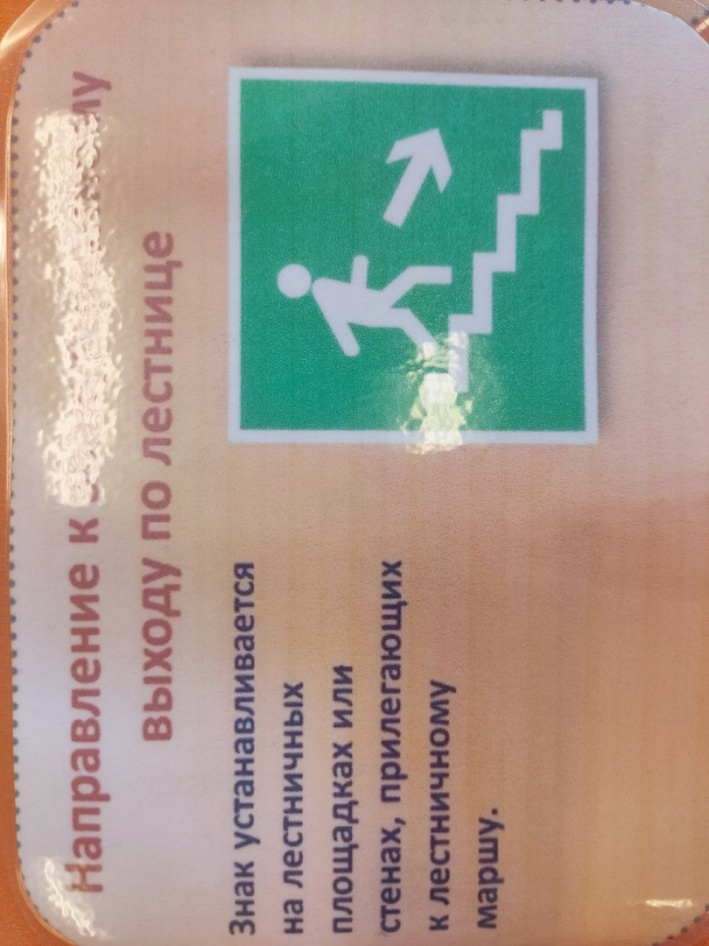 Направление к
выходу по лестнице
Знак устанавливается
на лестничных
площадках или
стенах, прилегающих
к лестничному
маршу.